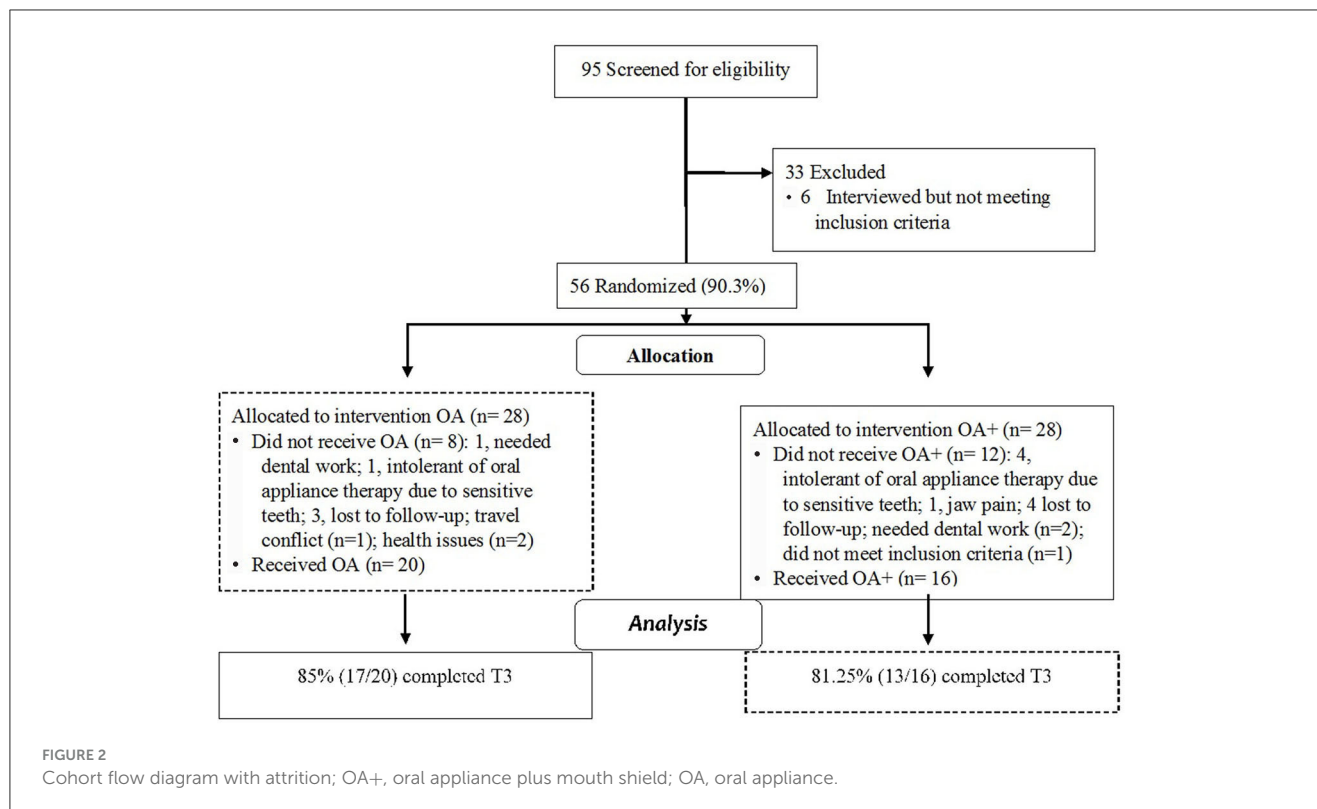 95 Screened for eligibility
33 Excluded
• 6 Interviewed but not meeting
inclusion criteria
56 Randomized (90.3%)
Allocation
Allocated to intervention OA (n= 28)
• Did not receive OA (n= 8): 1, needed
dental work; 1, intolerant of oral
appliance therapy due to sensitive
teeth; 3, lost to follow-up; travel
conflict (n=1); health issues (n=2)
• Received OA (n= 20)
Allocated to intervention OA+ (n= 28)
• Did not receive OA+ (n= 12): 4,
intolerant of oral appliance therapy due
to sensitive teeth; 1, jaw pain; 4 lost to
follow-up; needed dental work (n=2);
did not meet inclusion criteria (n=1)
• Received OA+ (n= 16)
Analysis
85% (17/20) completed T3
81.25% (13/16) completed T3
FIGURE 2
Cohort flow diagram with attrition; OA+, oral appliance plus mouth shield; OA, oral appliance.